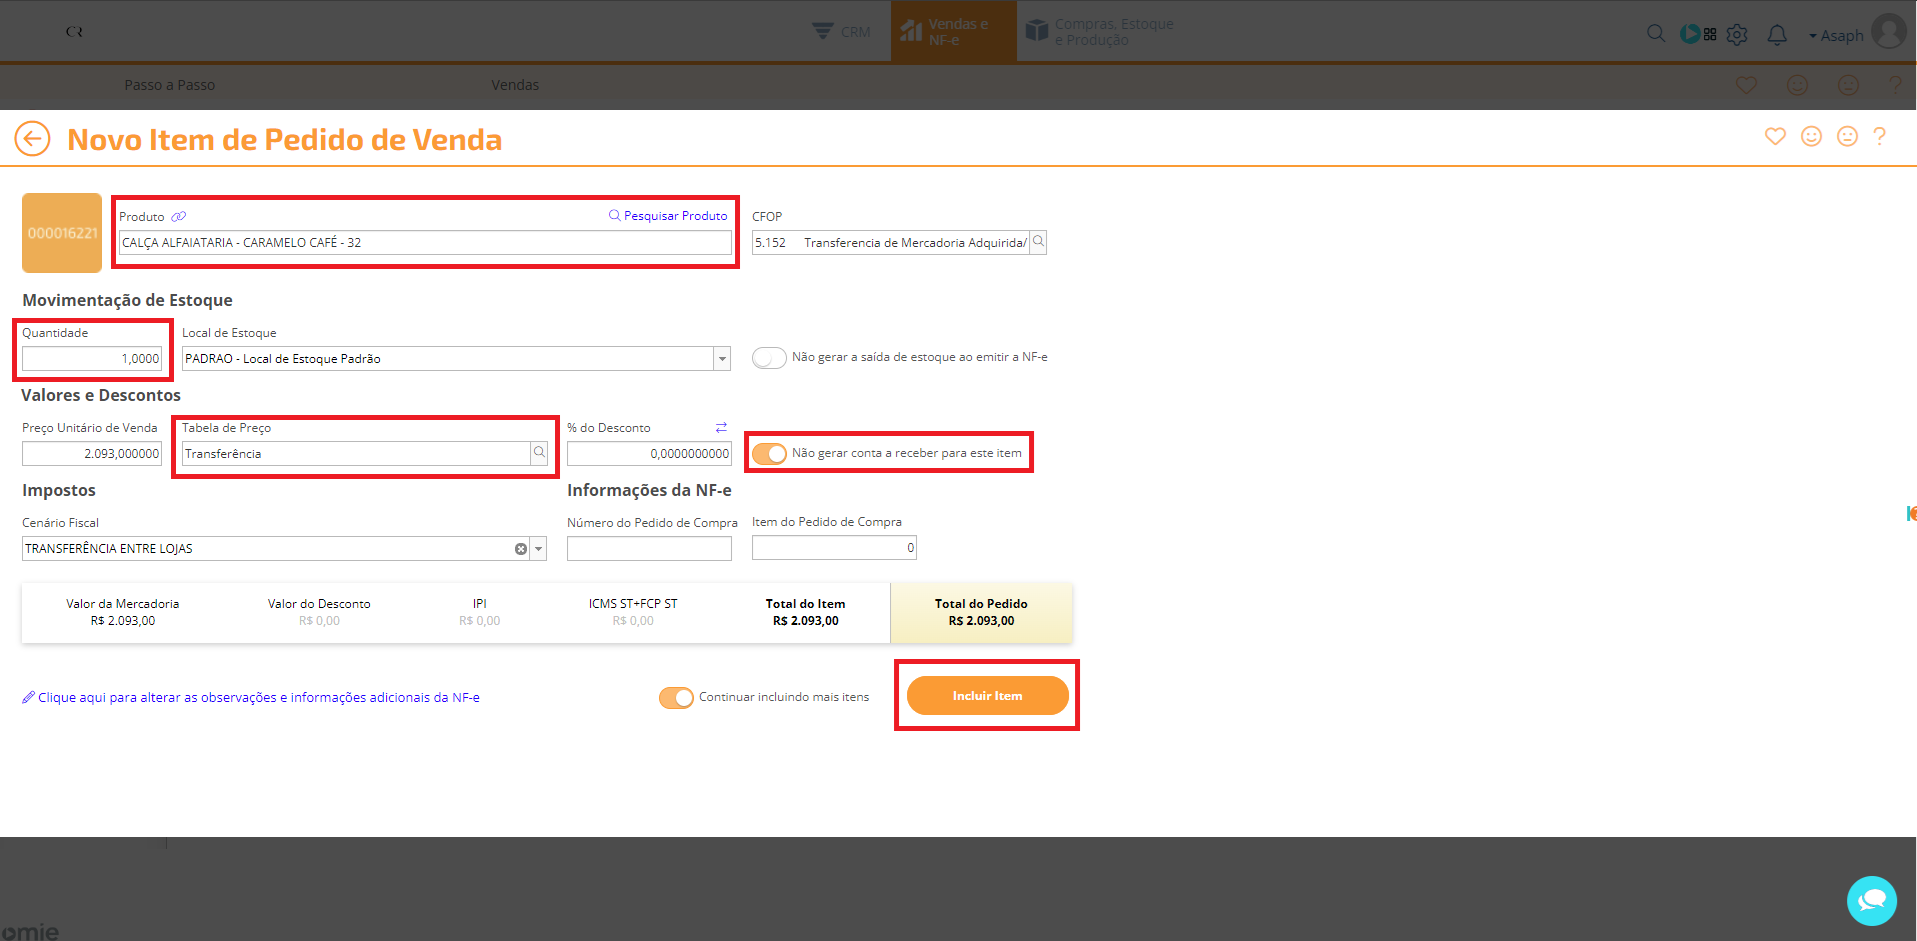 CR
CRM
Vendas e
NF-e
Compras, Estoque
e Produção
Asaph
Passo a Passo
Vendas
?
Novo Item de Pedido de Venda
?
000016221
Produto
Pesquisar Produto
CFOP
CALÇA ALFAIATARIA - CARAMELO CAFÉ - 32
5.152 Transferencia de Mercadoria Adquirida/
Movimentação de Estoque
Quantidade
Local de Estoque
1,0000
PADRAO - Local de Estoque Padrão
Não gerar a saída de estoque ao emitir a NF-e
Valores e Descontos
Preço Unitário de Venda
Tabela de Preço
% do Desconto
2.093,000000
Transferência
0,0000000000
Não gerar conta a receber para este item
Impostos
Informações da NF-e
Cenário Fiscal
Número do Pedido de Compra
Item do Pedido de Compra
TRANSFERÊNCIA ENTRE LOJAS
0
Valor da Mercadoria
Valor do Desconto
IPI
ICMS ST+FCP ST
Total do Item
Total do Pedido
R$ 2.093,00
R$ 0,00
R$ 0,00
R$ 0,00
R$ 2.093,00
R$ 2.093,00
Clique aqui para alterar as observações e informações adicionais da NF-e
Continuar incluindo mais itens
Incluir Item
omie